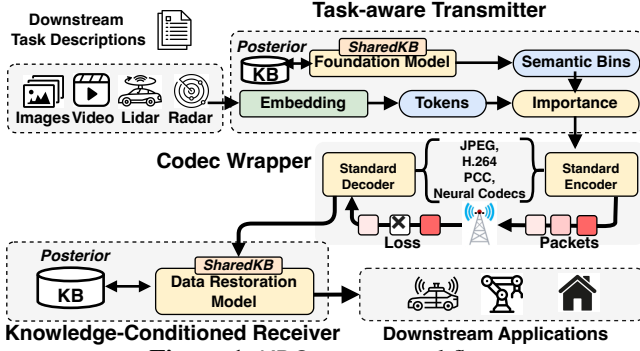 Task-aware Transmitter
Downstream
Task Descriptions
Posterior
KB
SharedKB
Foundation Model
Semantic Bins
Images
Video
Lidar
Radar
Embedding
Tokens
Importance
Codec Wrapper
Standard
Decoder
JPEG,
H.264
PCC,
Neural Codecs
Standard
Encoder
Loss
Packets
Posterior
KB
SharedKB
Data Restoration
Model
Knowledge-Conditioned Receiver
Downstream Applications